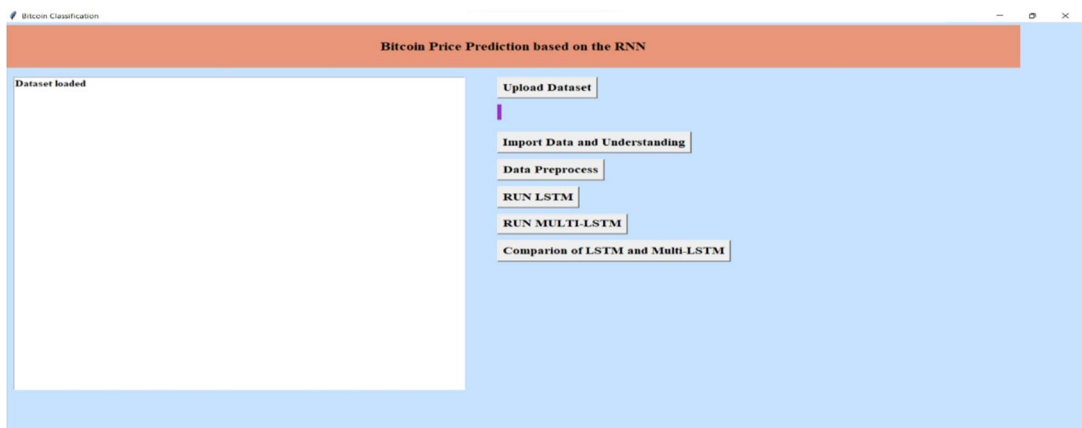 Bitcoin Classification
Bitcoin Price Prediction based on the RNN
Dataset loaded
Upload Dataset
Import Data and Understanding
Data Preprocess
RUN LSTM
RUN MULTI-LSTM
Comparion of LSTM and Multi-LSTM